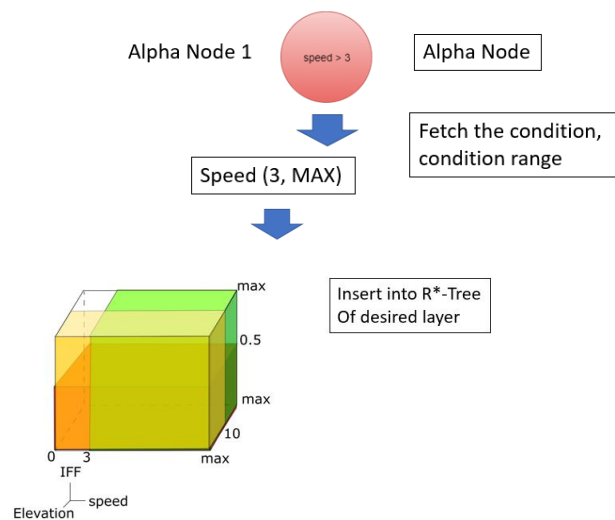 Alpha Node 1
speed > 3
Alpha Node
Fetch the condition,
condition range
Speed (3, MAX)
Insert into R*-Tree
Of desired layer
max
0.5
max
10
0
3
max
IFF
speed
Elevation